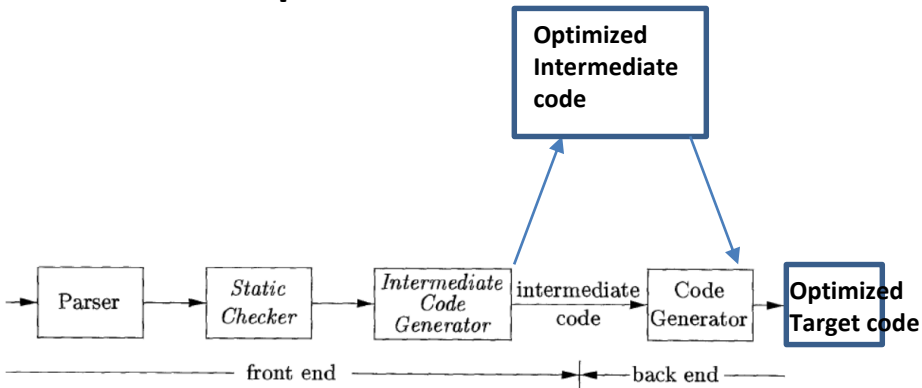 Optimized
Intermediate
code
Parser
Static
Checker
Intermediate
Code
Generator
intermediate
code
Code
Generator
Optimized
Target code
front end
back end